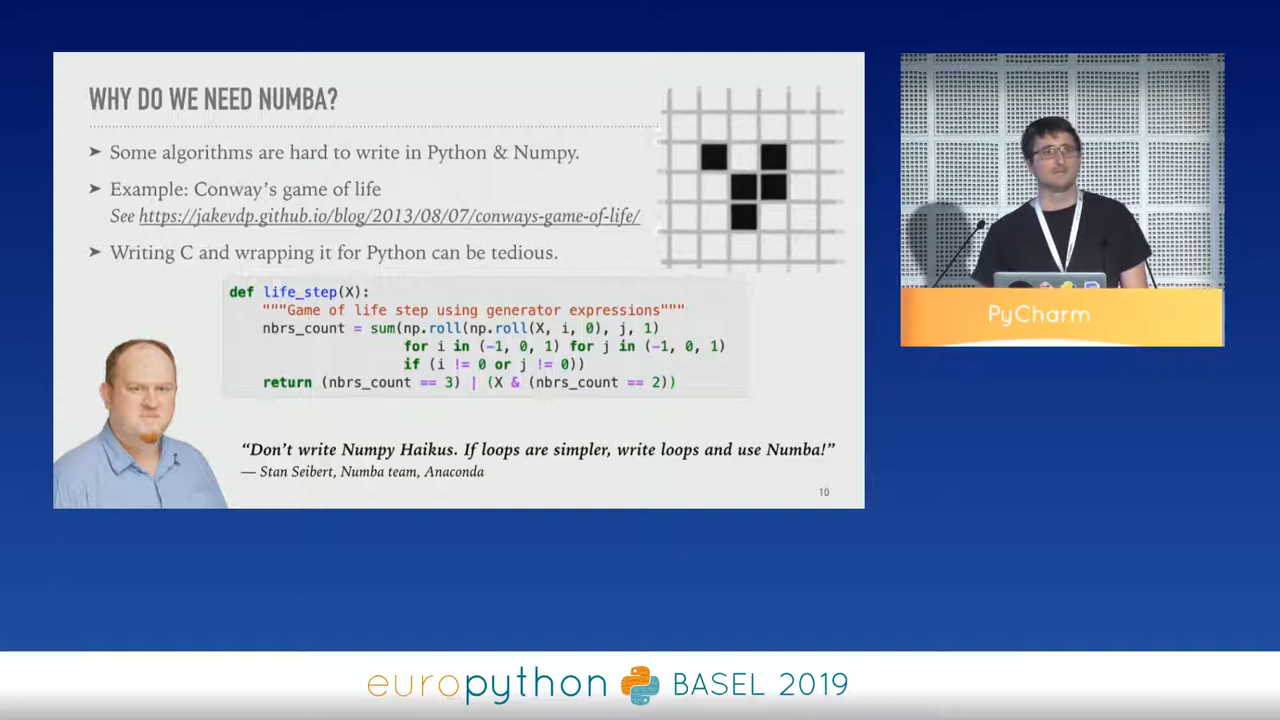 WHY DO WE NEED NUMBA?
➤ Some algorithms are hard to write in Python & Numpy.
➤ Example: Conway's game of life
See https://jakevdp.github.io/blog/2013/08/07/conways-game-of-life/
➤ Writing C and wrapping it for Python can be tedious.
def life_step(X):
"""Game of life step using generator expressions"""
nbrs_count = sum(np.roll(np.roll(X, i, 0), j, 1)
for i in (-1, 0, 1) for j in (-1, 0, 1)
if (i != 0 or j != 0))
return (nbrs_count == 3) | (X & (nbrs_count == 2))
“Don't write Numpy Haikus. If loops are simpler, write loops and use Numba!”
— Stan Seibert, Numba team, Anaconda
10
PyCharm
europython BASEL 2019